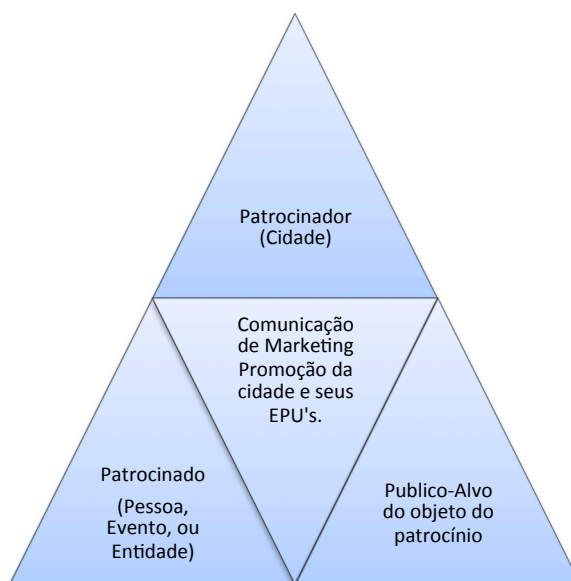 Patrocinador
(Cidade)
Comunicação
de Marketing
Promoção da
cidade e seus
EPU's.
Patrocinado
(Pessoa,
Evento, ou
Entidade)
Publico-Alvo
do objeto do
patrocínio